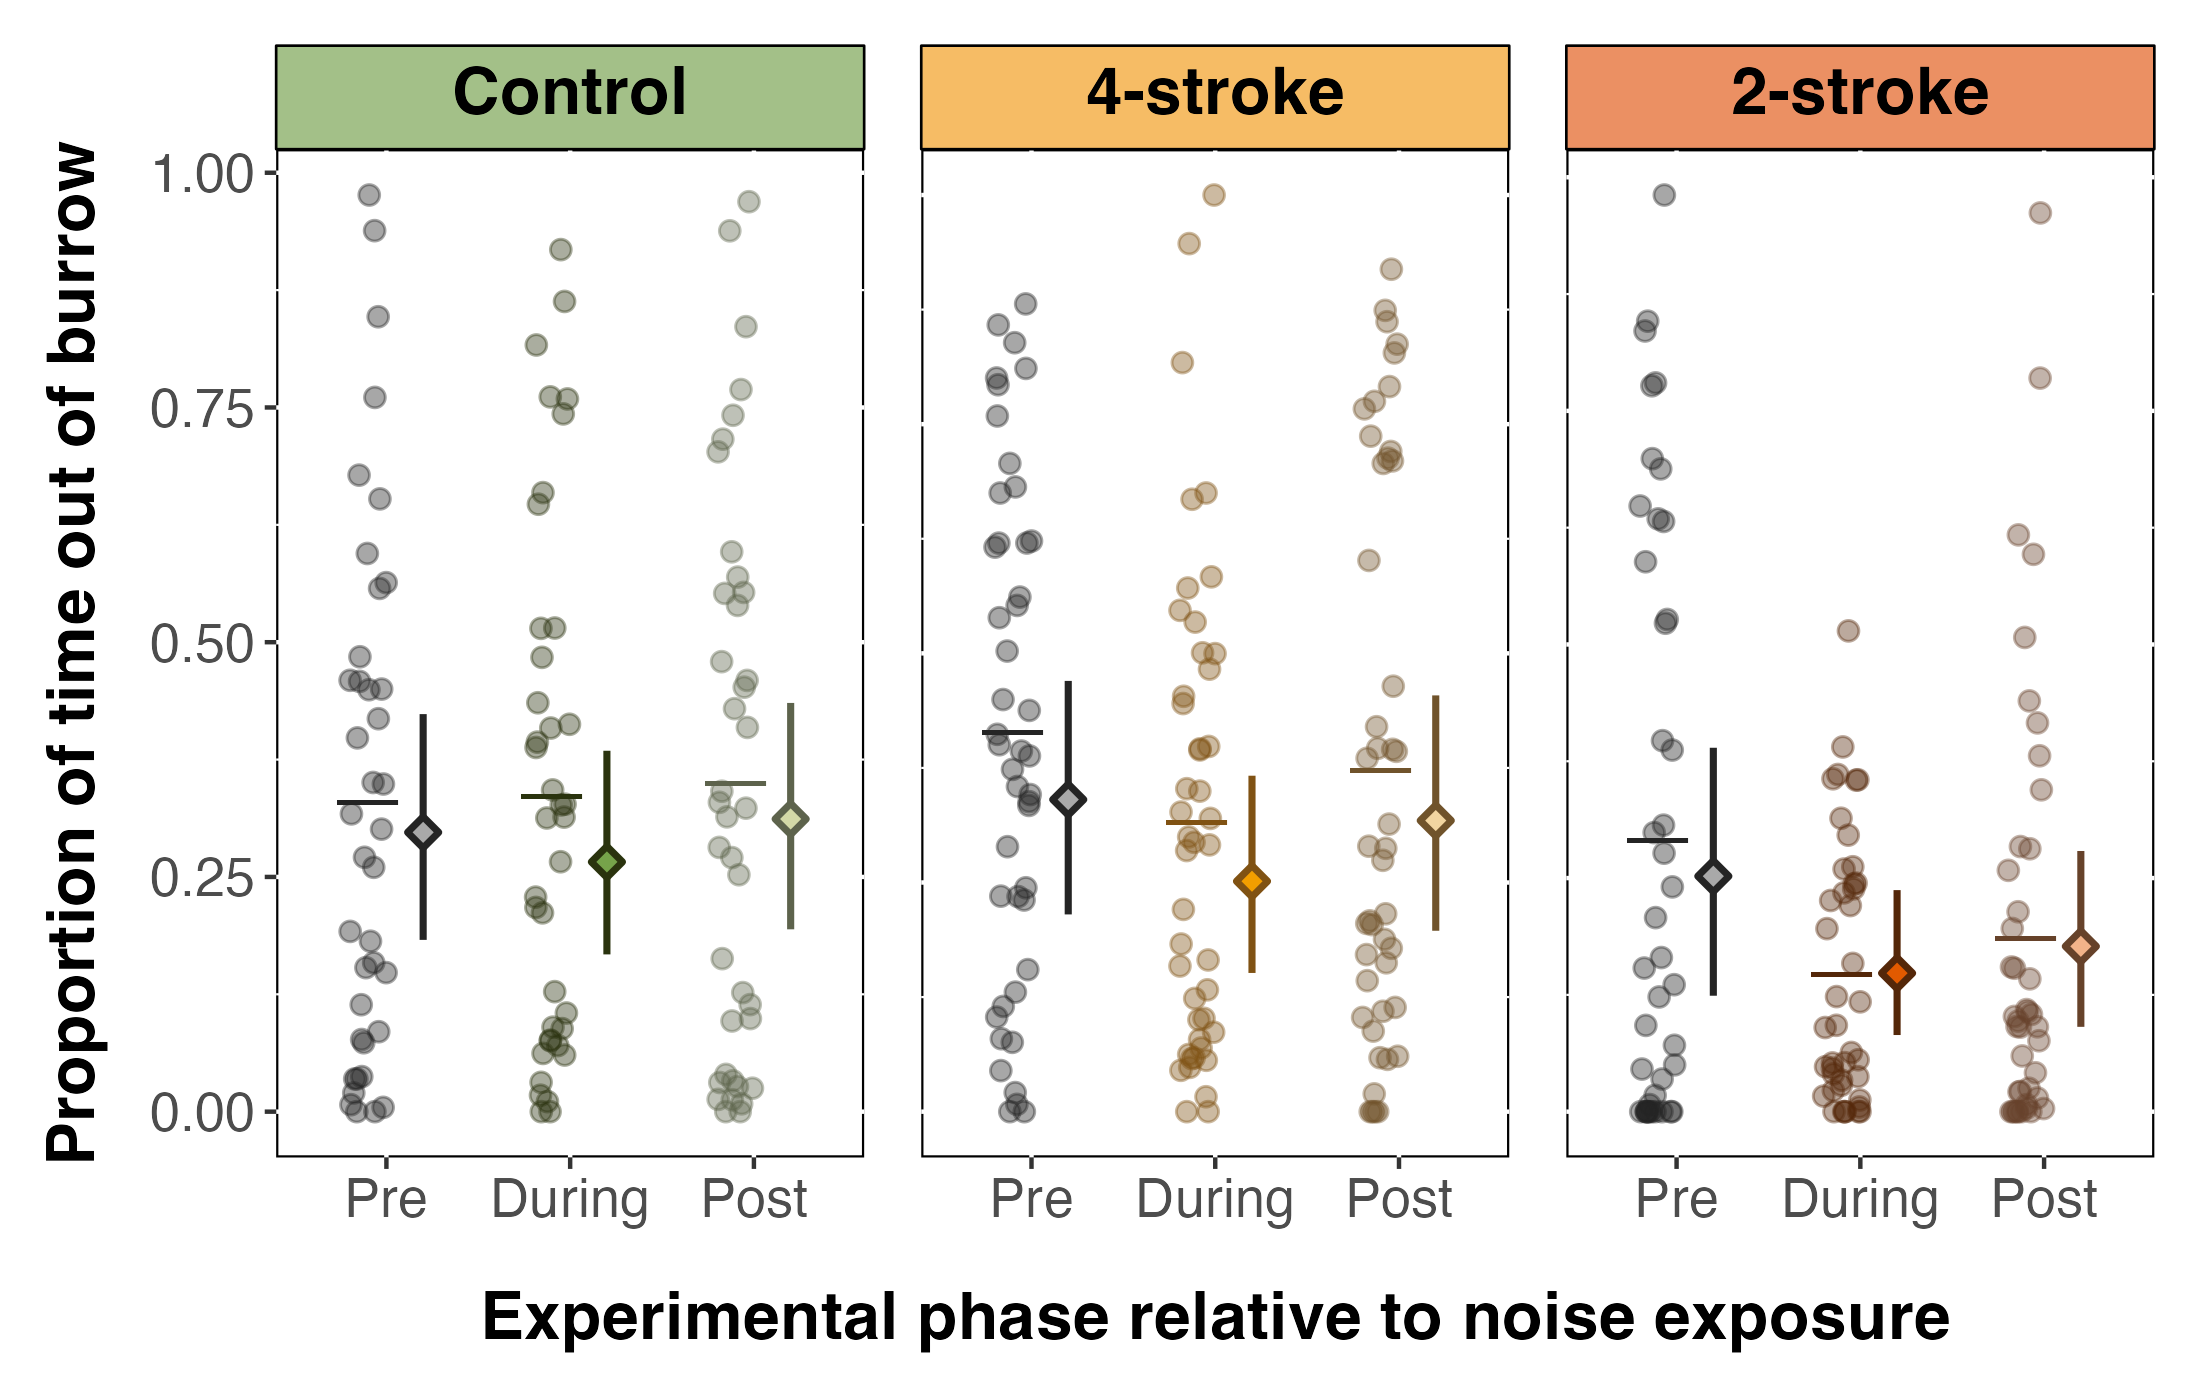 Control
4-stroke
2-stroke
Proportion of time out of burrow
1.00
0.75
0.50
0.25
0.00
Pre During Post Pre During Post Pre During Post
Experimental phase relative to noise exposure